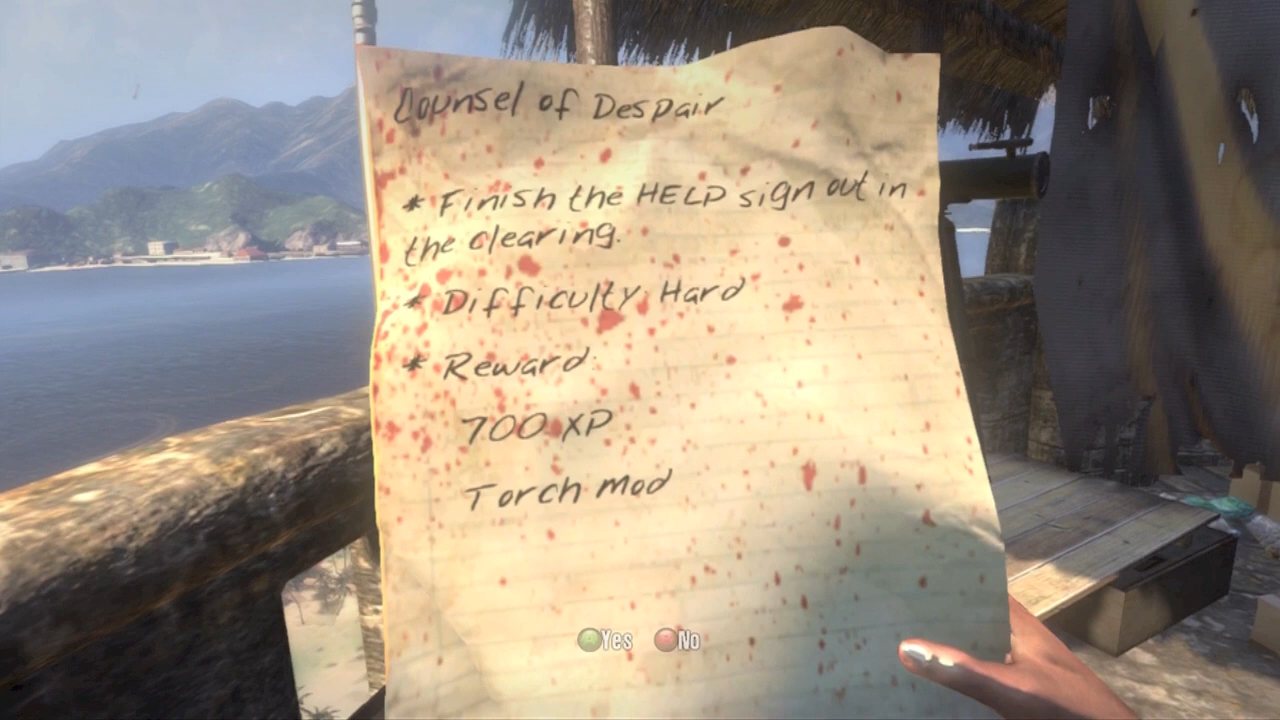 Counsel of Despair
* Finish the HELP sign out in
the clearing.
* Difficulty Hard
* Reward
700 XP
Torch mod
Yes No